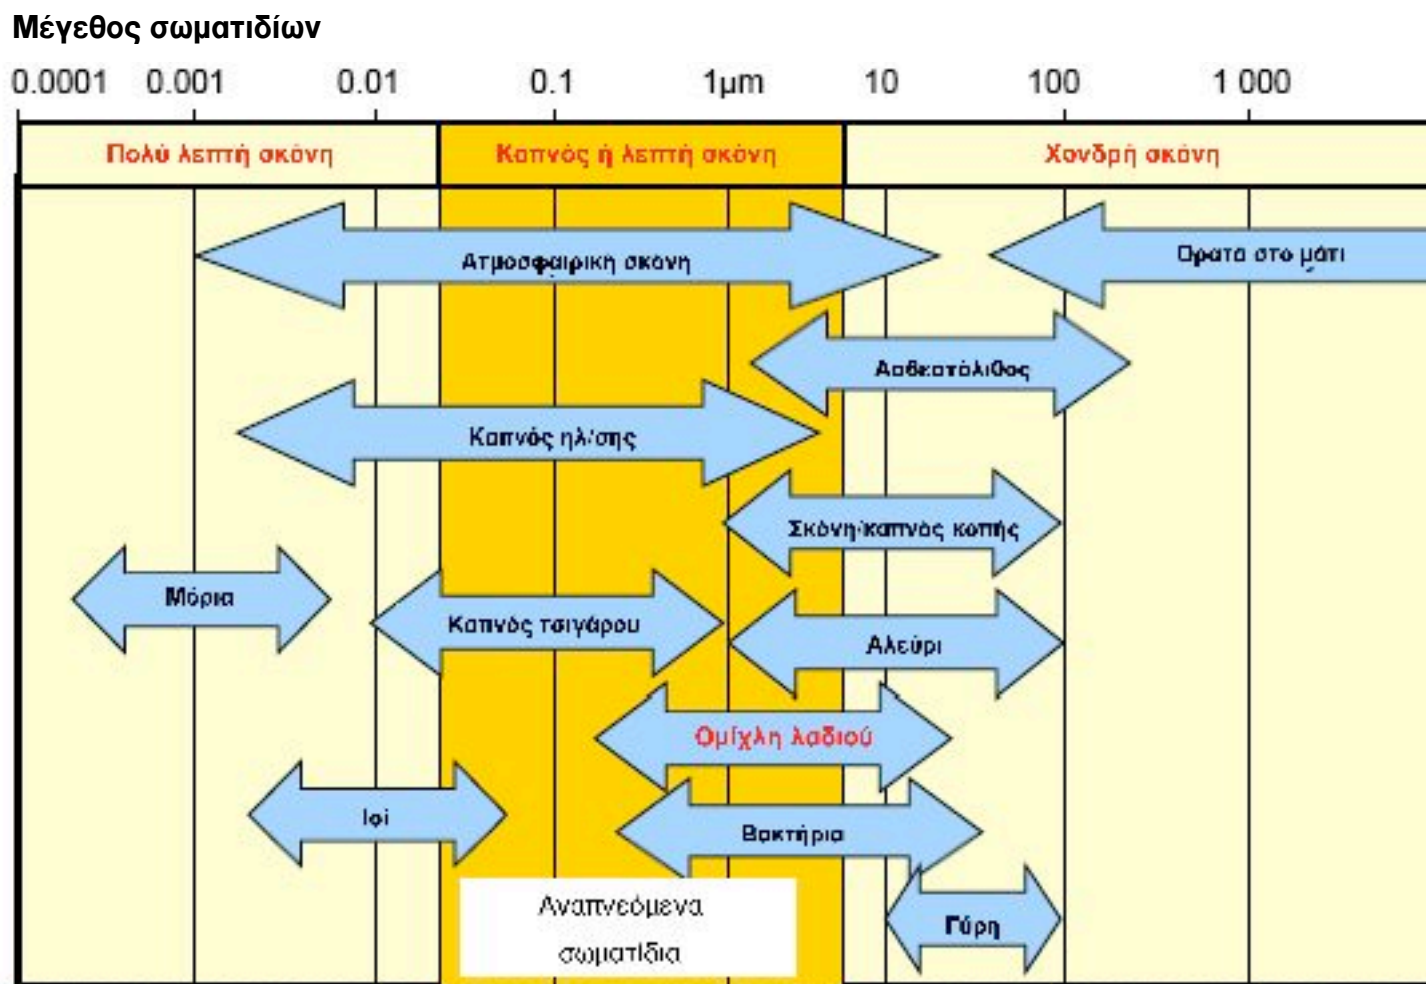 Μέγεθος σωματιδίων
0.0001 0.001 0.01 0.1 1μm 10 100 1 000
Πολύ λεπτή σκόνη Καπνός ή λεπτή σκόνη Χονδρή σκόνη
Ατμοσφαιρική σκόνη Ορατά στο μάτι
Ασβεστόλιθος
Καπνός ηλ/σης
Σκόνη/καπνός κοπής
Μόρια
Καπνός τσιγάρου
Αλεύρι
Ομίχλη λαδιού
Ιοί
Βακτήρια
Αναπνεόμενα
σωματίδια
Γύρη